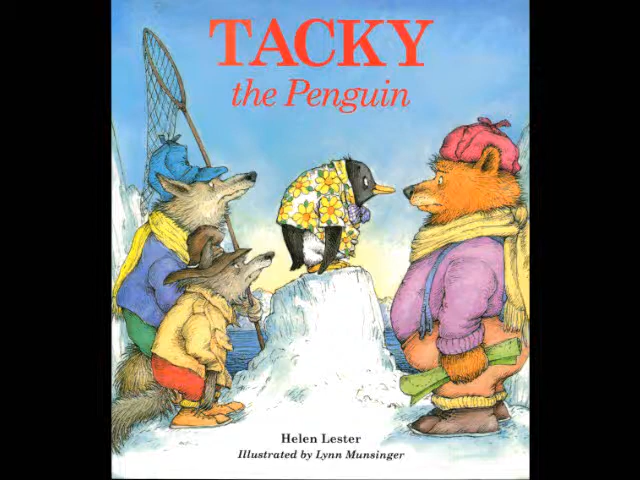 TACKY
the Penguin
Helen Lester
Illustrated by Lynn Munsinger